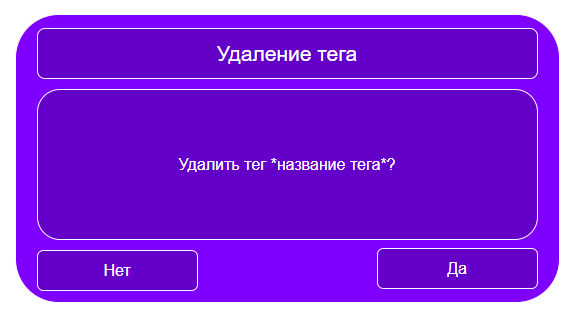 Удаление тега
Удалить тег *название тега*?
Нет
Да